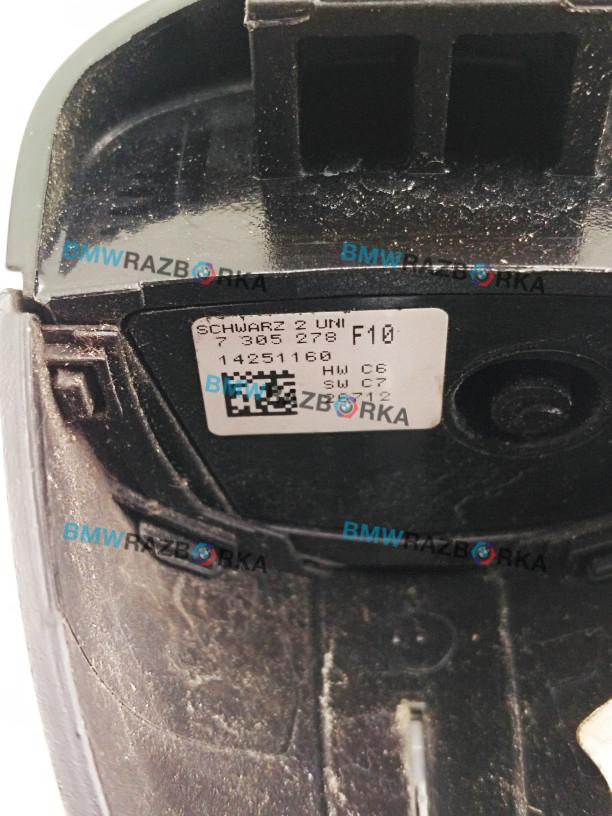 BMWRAZBORKA
BMWRAZBORKA
SCHWARZ 2 UNI
7 305 278 F10
14251160
HW C6
SW C7
BMWRAZBORKA
BMWRAZBORKA
BMWRAZBORKA